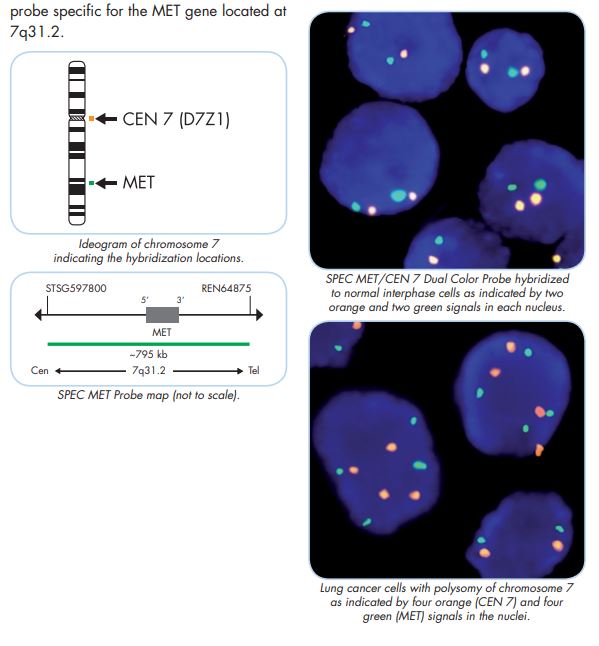 probe specific for the MET gene located at
7q31.2.
CEN 7 (D7Z1)
MET
Ideogram of chromosome 7
indicating the hybridization locations.
STSG597800 REN64875
5’ 3’
MET
~795 kb
Cen 7q31.2 Tel
SPEC MET Probe map (not to scale).
SPEC MET/CEN 7 Dual Color Probe hybridized
to normal interphase cells as indicated by two
orange and two green signals in each nucleus.
Lung cancer cells with polysomy of chromosome 7
as indicated by four orange (CEN 7) and four
green (MET) signals in the nuclei.